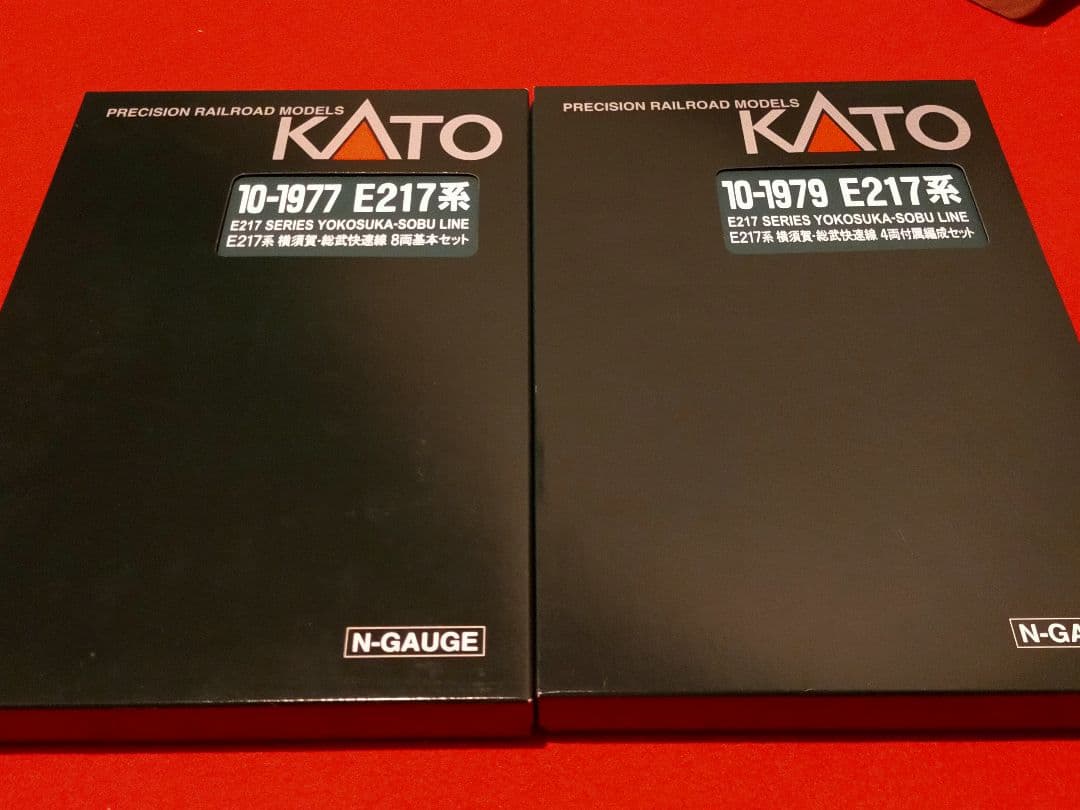 PRECISION RAILROAD MODELS
KATO
10-1977 E217系
E217 SERIES YOKOSUKA-SOBU LINE
E217系 横須賀・総武快速線 8両基本セット
N-GAUGE
PRECISION RAILROAD MODELS
KATO
10-1979 E217系
E217 SERIES YOKOSUKA-SOBU LINE
E217系 横須賀・総武快速線 4両付属編成セット
N-GA